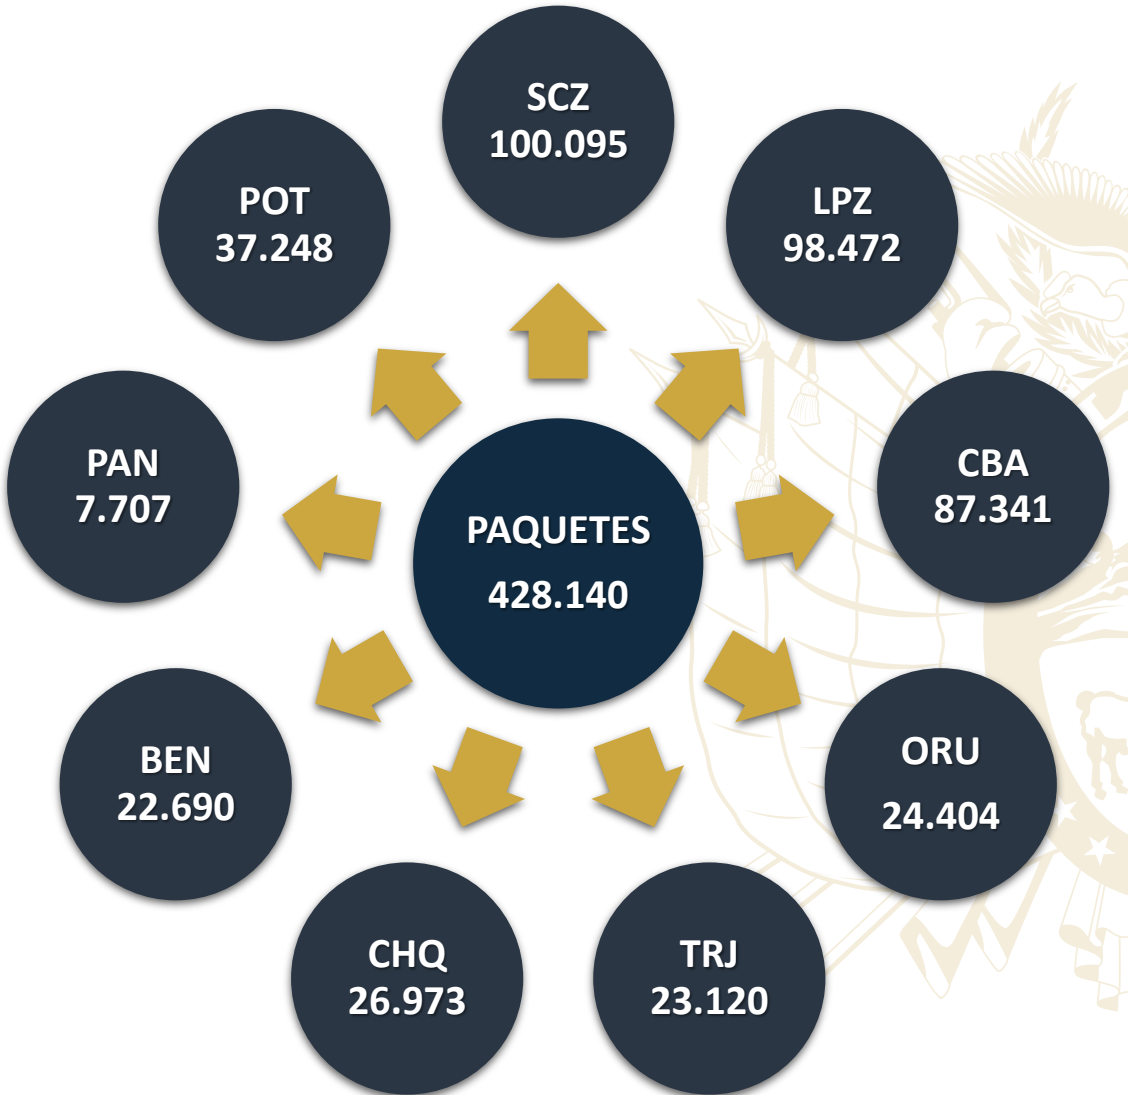 SCZ
100.095
LPZ
98.472
CBA
87.341
ORU
24.404
TRJ
23.120
CHQ
26.973
BEN
22.690
PAN
7.707
POT
37.248
PAQUETES
428.140